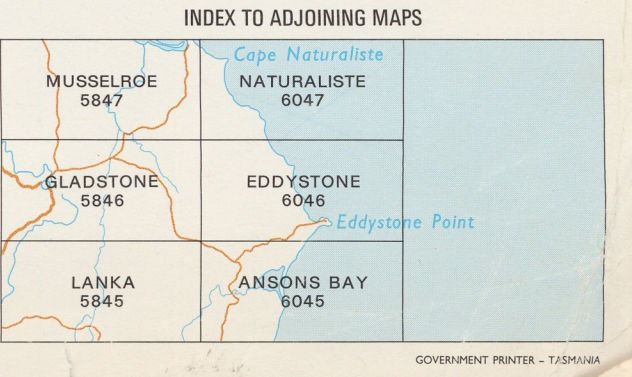 INDEX TO ADJOINING MAPS
Cape Naturaliste
MUSSELROE
5847
NATURALISTE
6047
GLADSTONE
5846
EDDYSTONE
6046
Eddystone Point
LANKA
5845
ANSONS BAY
6045
GOVERNMENT PRINTER – TASMANIA